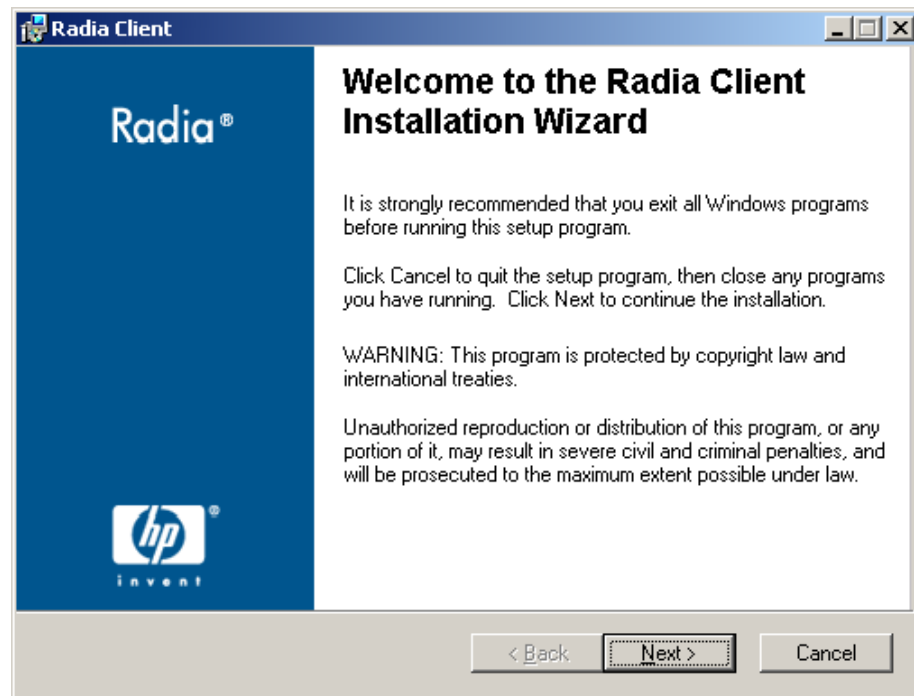 Radia Client
Radia®
Welcome to the Radia Client
Installation Wizard
It is strongly recommended that you exit all Windows programs
before running this setup program.
Click Cancel to quit the setup program, then close any programs
you have running. Click Next to continue the installation.
WARNING: This program is protected by copyright law and
international treaties.
Unauthorized reproduction or distribution of this program, or any
portion of it, may result in severe civil and criminal penalties, and
will be prosecuted to the maximum extent possible under law.
hp®
invent
< Back
Next >
Cancel